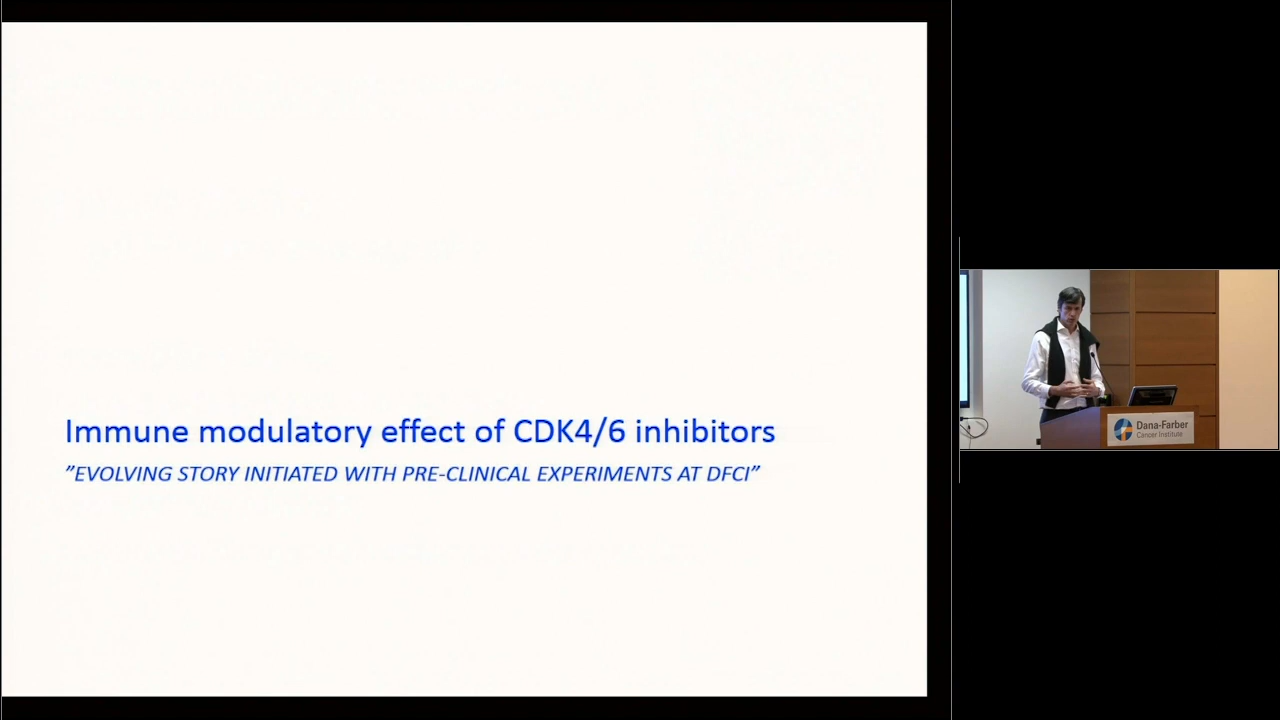 Immune modulatory effect of CDK4/6 inhibitors
”EVOLVING STORY INITIATED WITH PRE-CLINICAL EXPERIMENTS AT DFCI”
Dana-Farber
Cancer Institute